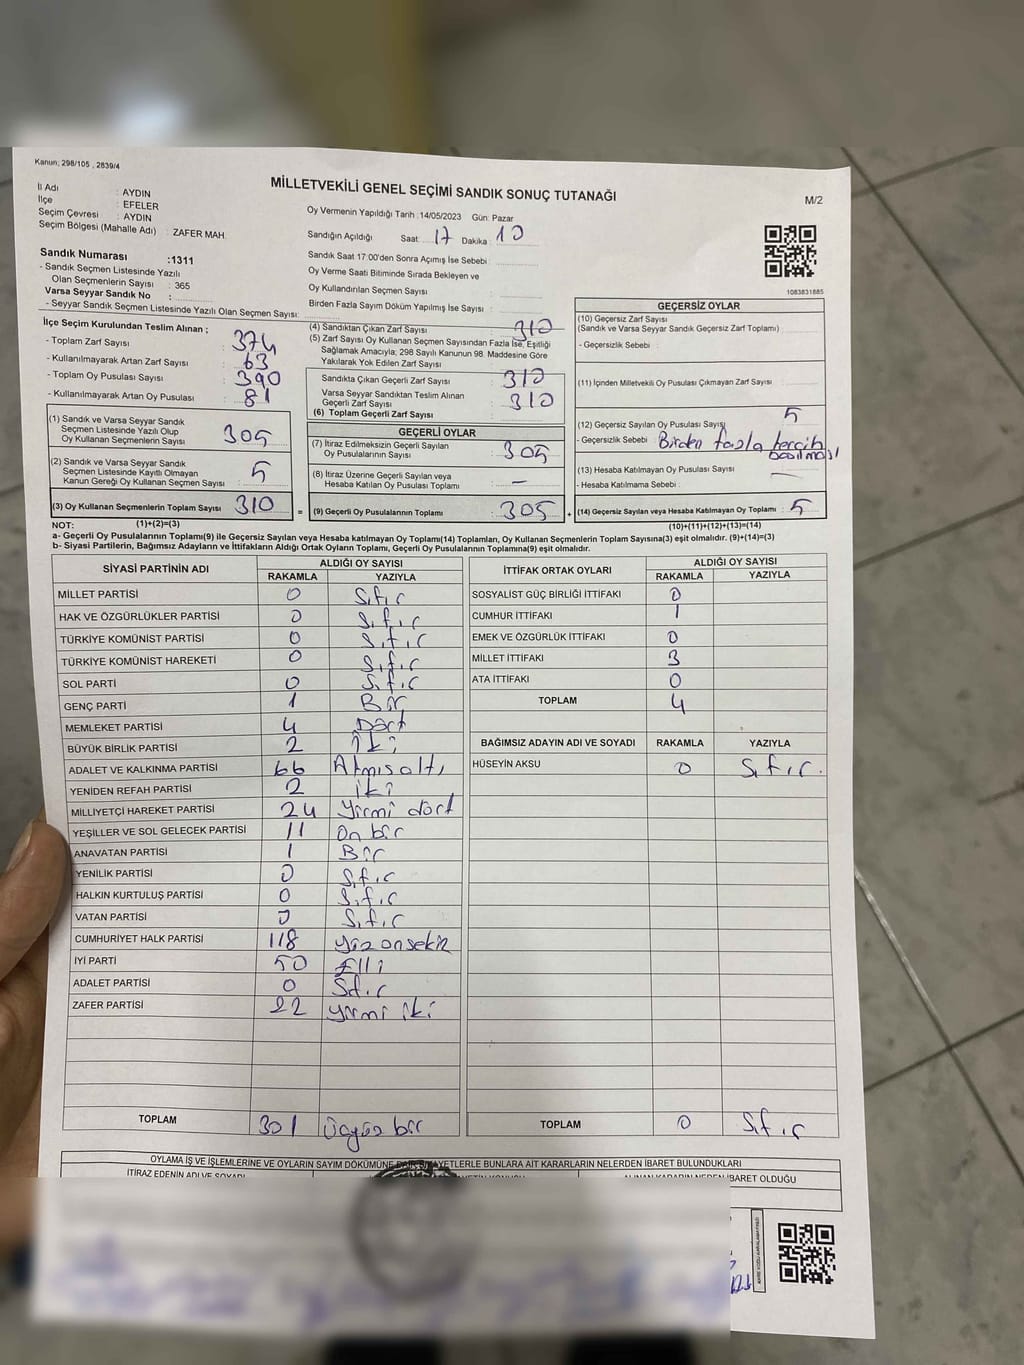 Kanun; 298/105 , 2839/4
MİLLETVEKİLİ GENEL SEÇİMİ SANDIK SONUÇ TUTANAĞI
M/2
İl Adı : AYDIN
İlçe : EFELER
Seçim Çevresi : AYDIN
Seçim Bölgesi (Mahalle Adı) : ZAFER MAH.
Oy Vermenin Yapıldığı Tarih :14/05/2023 Gün: Pazar
Sandığın Açıldığı Saat: 17 Dakika : 10
Sandık Saat 17:00'den Sonra Açımış İse Sebebi :
Oy Verme Saati Bitiminde Sırada Bekleyen ve
Oy Kullandırılan Seçmen Sayısı :
Birden Fazla Sayım Döküm Yapılmış İse Sayısı :
1083831885
Sandık Numarası :1311
- Sandık Seçmen Listesinde Yazılı
Olan Seçmenlerin Sayısı : 365
Varsa Seyyar Sandık No :
- Seyyar Sandık Seçmen Listesinde Yazılı Olan Seçmen Sayısı:
İlçe Seçim Kurulundan Teslim Alınan ;
- Toplam Zarf Sayısı : 374
- Kullanılmayarak Artan Zarf Sayısı : 63
- Toplam Oy Pusulası Sayısı : 390
- Kullanılmayarak Artan Oy Pusulası : 81
(1) Sandık ve Varsa Seyyar Sandık
Seçmen Listesinde Yazılı Olup
Oy Kullanan Seçmenlerin Sayısı : 305
(2) Sandık ve Varsa Seyyar Sandık
Seçmen Listesinde Kayıtlı Olmayan
Kanun Gereği Oy Kullanan Seçmen Sayısı : 5
(3) Oy Kullanan Seçmenlerin Toplam Sayısı : 310
(4) Sandıktan Çıkan Zarf Sayısı : 310
(5) Zarf Sayısı Oy Kullanan Seçmen Sayısından Fazla İse, Eşitliği
Sağlamak Amacıyla; 298 Sayılı Kanunun 98. Maddesine Göre
Yakılarak Yok Edilen Zarf Sayısı :
Sandıkta Çıkan Geçerli Zarf Sayısı : 310
Varsa Seyyar Sandıktan Teslim Alınan
Geçerli Zarf Sayısı : 310
(6) Toplam Geçerli Zarf Sayısı :
GEÇERLİ OYLAR
(7) İtiraz Edilmeksizin Geçerli Sayılan
Oy Pusulalarının Sayısı : 305
(8) İtiraz Üzerine Geçerli Sayılan veya
Hesaba Katılan Oy Pusulası Toplamı : –
= (9) Geçerli Oy Pusulalarının Toplamı : 305 +
GEÇERSİZ OYLAR
(10) Geçersiz Zarf Sayısı
(Sandık ve Varsa Seyyar Sandık Geçersiz Zarf Toplamı) :
- Geçersizlik Sebebi :
(11) İçinden Milletvekili Oy Pusulası Çıkmayan Zarf Sayısı :
(12) Geçersiz Sayılan Oy Pusulası Sayısı : 5
- Geçersizlik Sebebi : Birden fazla tercih
basılması
(13) Hesaba Katılmayan Oy Pusulası Sayısı : –
- Hesaba Katılmama Sebebi :
(14) Geçersiz Sayılan veya Hesaba Katılmayan Oy Toplamı : 5
NOT: (1)+(2)=(3)
(10)+(11)+(12)+(13)=(14)
a- Geçerli Oy Pusulalarının Toplamı(9) ile Geçersiz Sayılan veya Hesaba Katılmayan Oy Toplamı(14) Toplamları, Oy Kullanan Seçmenlerin Toplam Sayısına(3) eşit olmalıdır. (9)+(14)=(3)
b- Siyasi Partilerin, Bağımsız Adayların ve İttifakların Aldığı Ortak Oyların Toplamı, Geçerli Oy Pusulalarının Toplamına(9) eşit olmalıdır.
SİYASİ PARTİNİN ADI ALDIĞI OY SAYISI
RAKAMLA YAZIYLA
MİLLET PARTİSİ 0 Sıfır
HAK VE ÖZGÜRLÜKLER PARTİSİ 0 Sıfır
TÜRKİYE KOMÜNİST PARTİSİ 0 Sıfır
TÜRKİYE KOMÜNİST HAREKETİ 0 Sıfır
SOL PARTİ 0 Sıfır
GENÇ PARTİ 1 Bir
MEMLEKET PARTİSİ 4 Dört
BÜYÜK BİRLİK PARTİSİ 2 İki
ADALET VE KALKINMA PARTİSİ 66 Atmışaltı
YENİDEN REFAH PARTİSİ 2 iki
MİLLİYETÇİ HAREKET PARTİSİ 24 Yirmi dört
YEŞİLLER VE SOL GELECEK PARTİSİ 11 On bir
ANAVATAN PARTİSİ 1 Bir
YENİLİK PARTİSİ 0 Sıfır
HALKIN KURTULUŞ PARTİSİ 0 Sıfır
VATAN PARTİSİ 0 Sıfır
CUMHURİYET HALK PARTİSİ 118 yüzonsekiz
İYİ PARTİ 50 Elli
ADALET PARTİSİ 0 Sıfır
ZAFER PARTİSİ 22 yirmi iki
TOPLAM 301 Üçyüz bir
İTTİFAK ORTAK OYLARI ALDIĞI OY SAYISI
RAKAMLA YAZIYLA
SOSYALİST GÜÇ BİRLİĞİ İTTİFAKI 0
CUMHUR İTTİFAKI 1
EMEK VE ÖZGÜRLÜK İTTİFAKI 0
MİLLET İTTİFAKI 3
ATA İTTİFAKI 0
TOPLAM 4
BAĞIMSIZ ADAYIN ADI VE SOYADI RAKAMLA YAZIYLA
HÜSEYİN AKSU 0 Sıfır.
TOPLAM 0 Sıfır
OYLAMA İŞ VE İŞLEMLERİNE VE OYLARIN SAYIM DÖKÜMÜNE DAİR ŞİKAYETLERLE BUNLARA AİT KARARLARIN NELERDEN İBARET BULUNDUKLARI
İTİRAZ EDENİN ADI VE SOYADI
ALINAN KARARIN NEDEN İBARET OLDUĞU